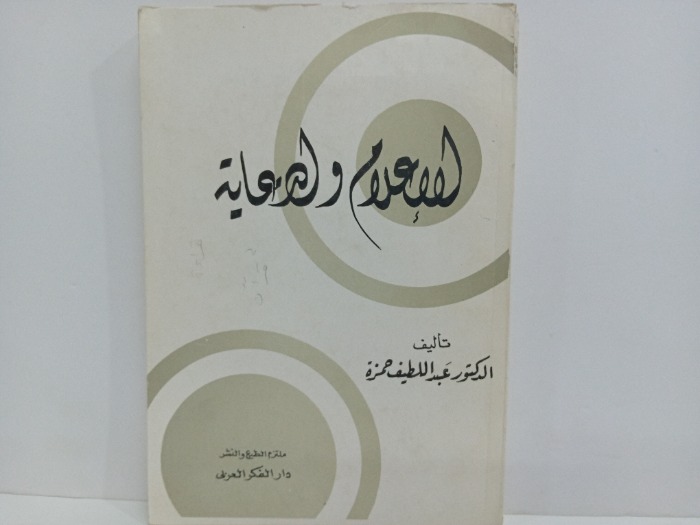 الإعلام والدعاية
تأليف
الدكتور عبد اللطيف حمزة
ملتزم الطبع والنشر
دار الفكر العربى